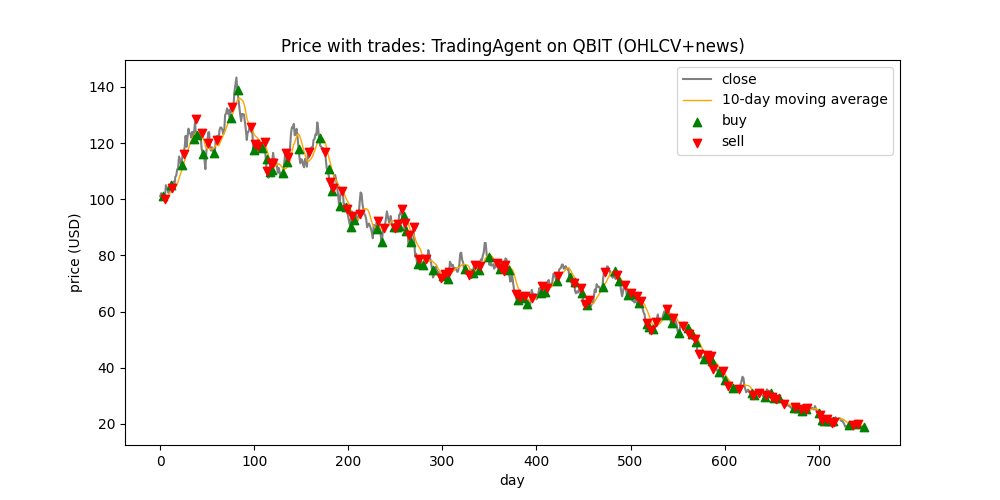 Price with trades: TradingAgent on QBIT (OHLCV+news)
close
10-day moving average
buy
sell
price (USD)
140
120
100
80
60
40
20
0 100 200 300 400 500 600 700
day